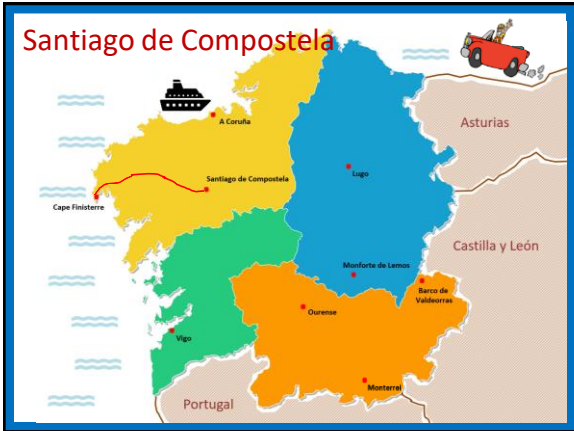 Santiago de Compostela
A Coruña
Asturias
Lugo
Santiago de Compostela
Cape Finisterre
Castilla y León
Monforte de Lemos
Barco de
Valdeorras
Ourense
Vigo
Monterrei
Portugal